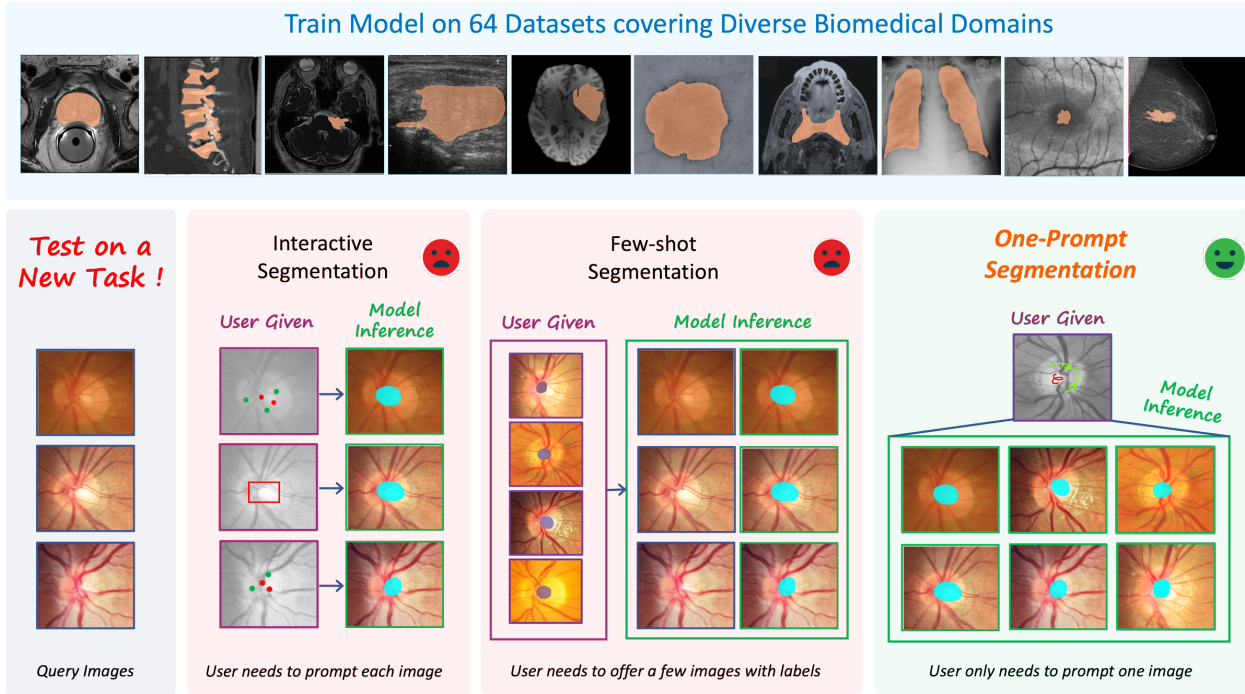 Train Model on 64 Datasets covering Diverse Biomedical Domains
Test on a
New Task !
Query Images
Interactive
Segmentation
User Given
Model
Inference
User needs to prompt each image
Few-shot
Segmentation
User Given
Model Inference
User needs to offer a few images with labels
One-Prompt
Segmentation
User Given
Model
Inference
User only needs to prompt one image